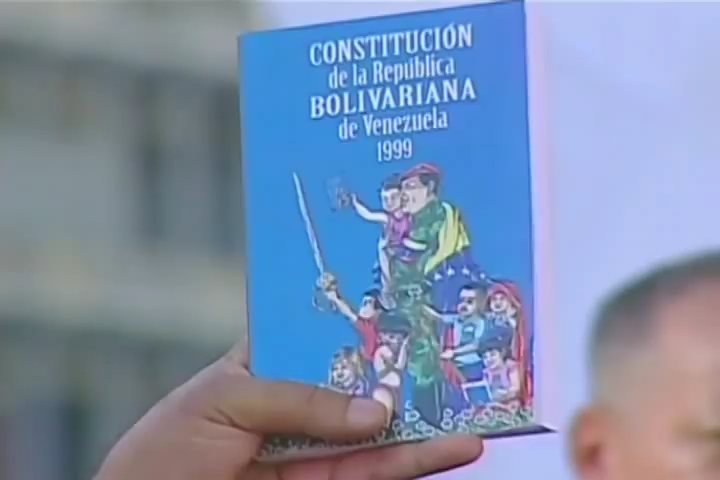 CONSTITUCIÓN
de la República
BOLIVARIANA
de Venezuela
1999